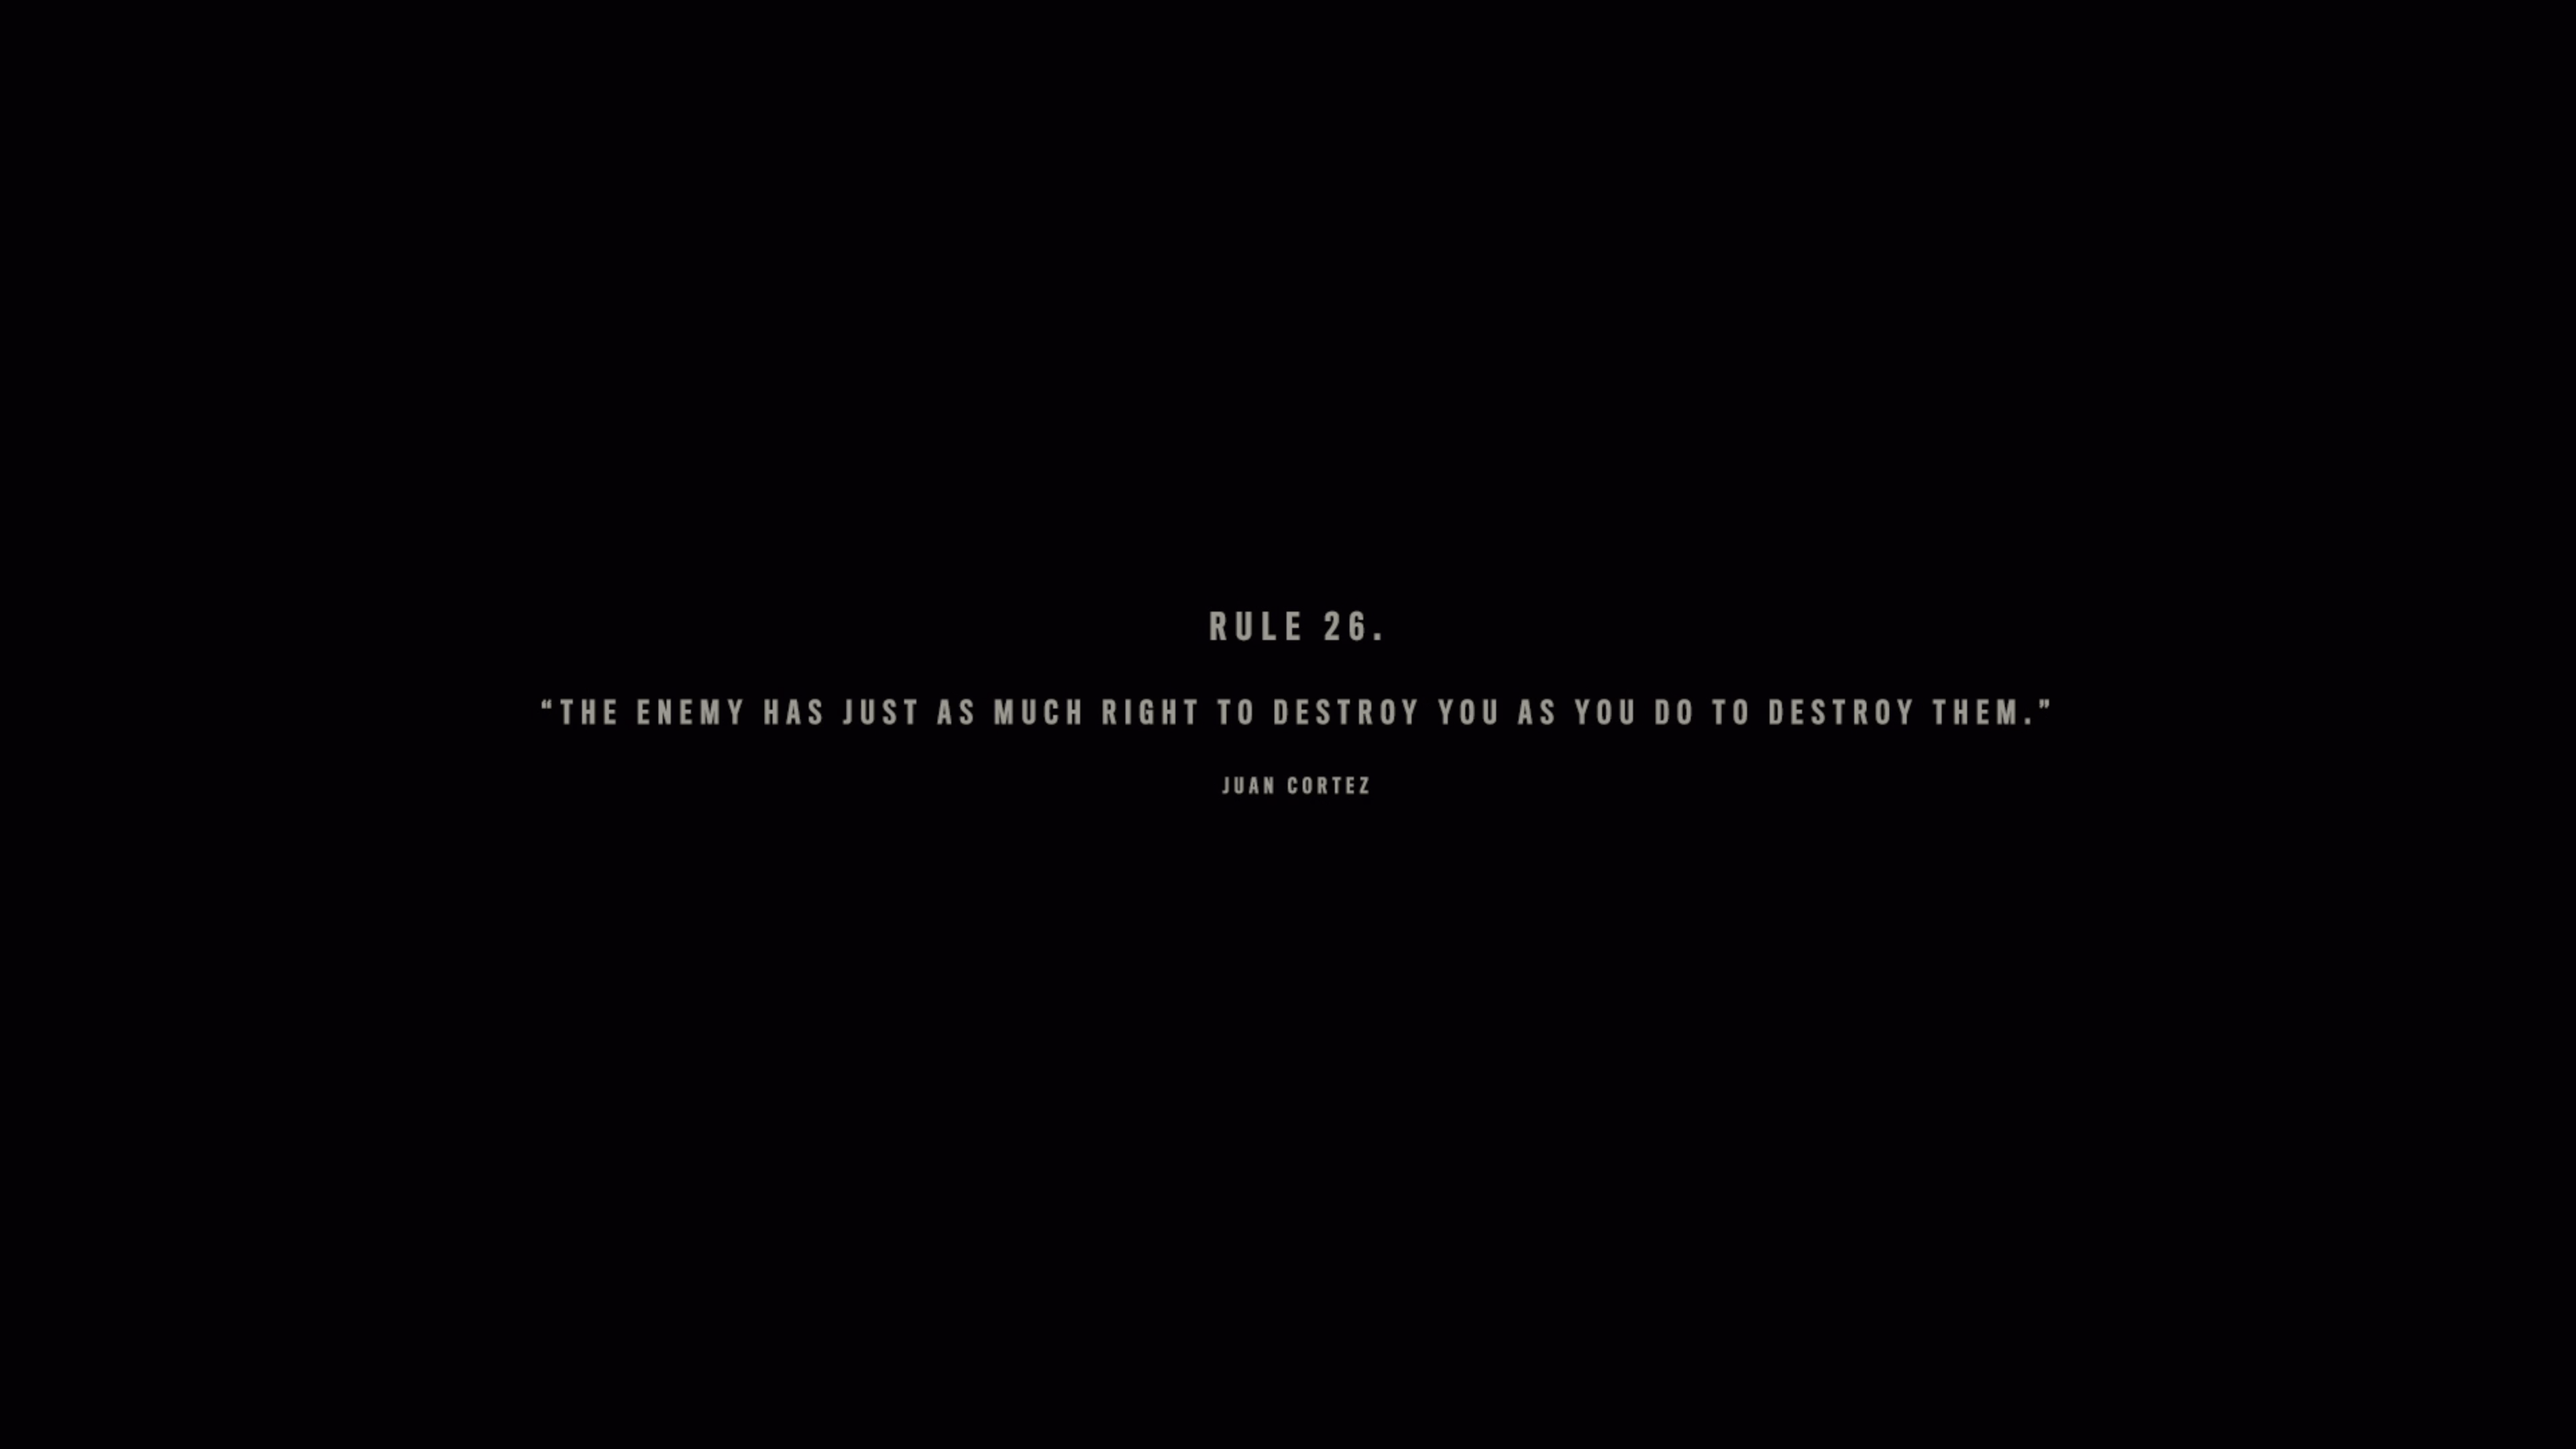 RULE 26.
“THE ENEMY HAS JUST AS MUCH RIGHT TO DESTROY YOU AS YOU DO TO DESTROY THEM.”
JUAN CORTEZ